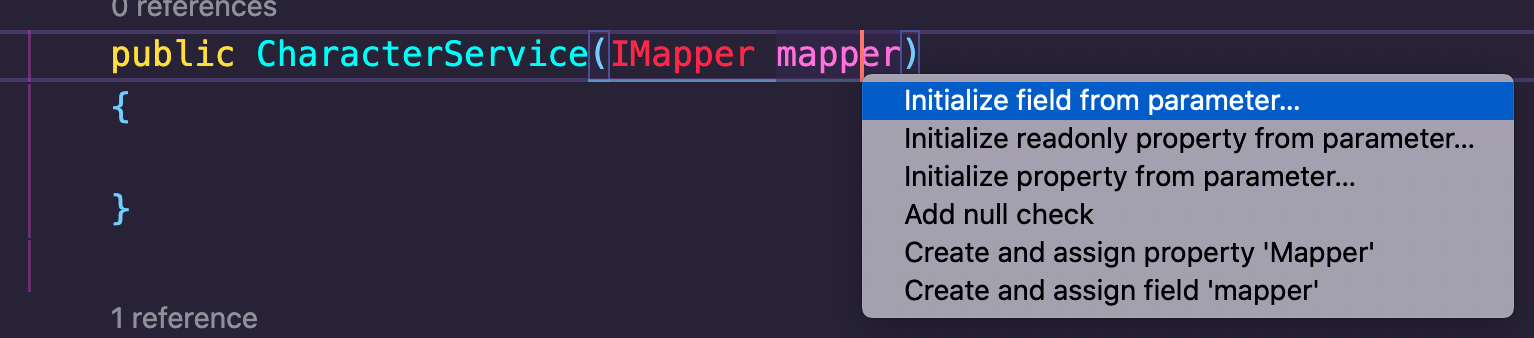 0 references
public CharacterService(IMapper mapper)
{
Initialize field from parameter...
Initialize readonly property from parameter...
Initialize property from parameter...
Add null check
Create and assign property 'Mapper'
Create and assign field 'mapper'
}
1 reference